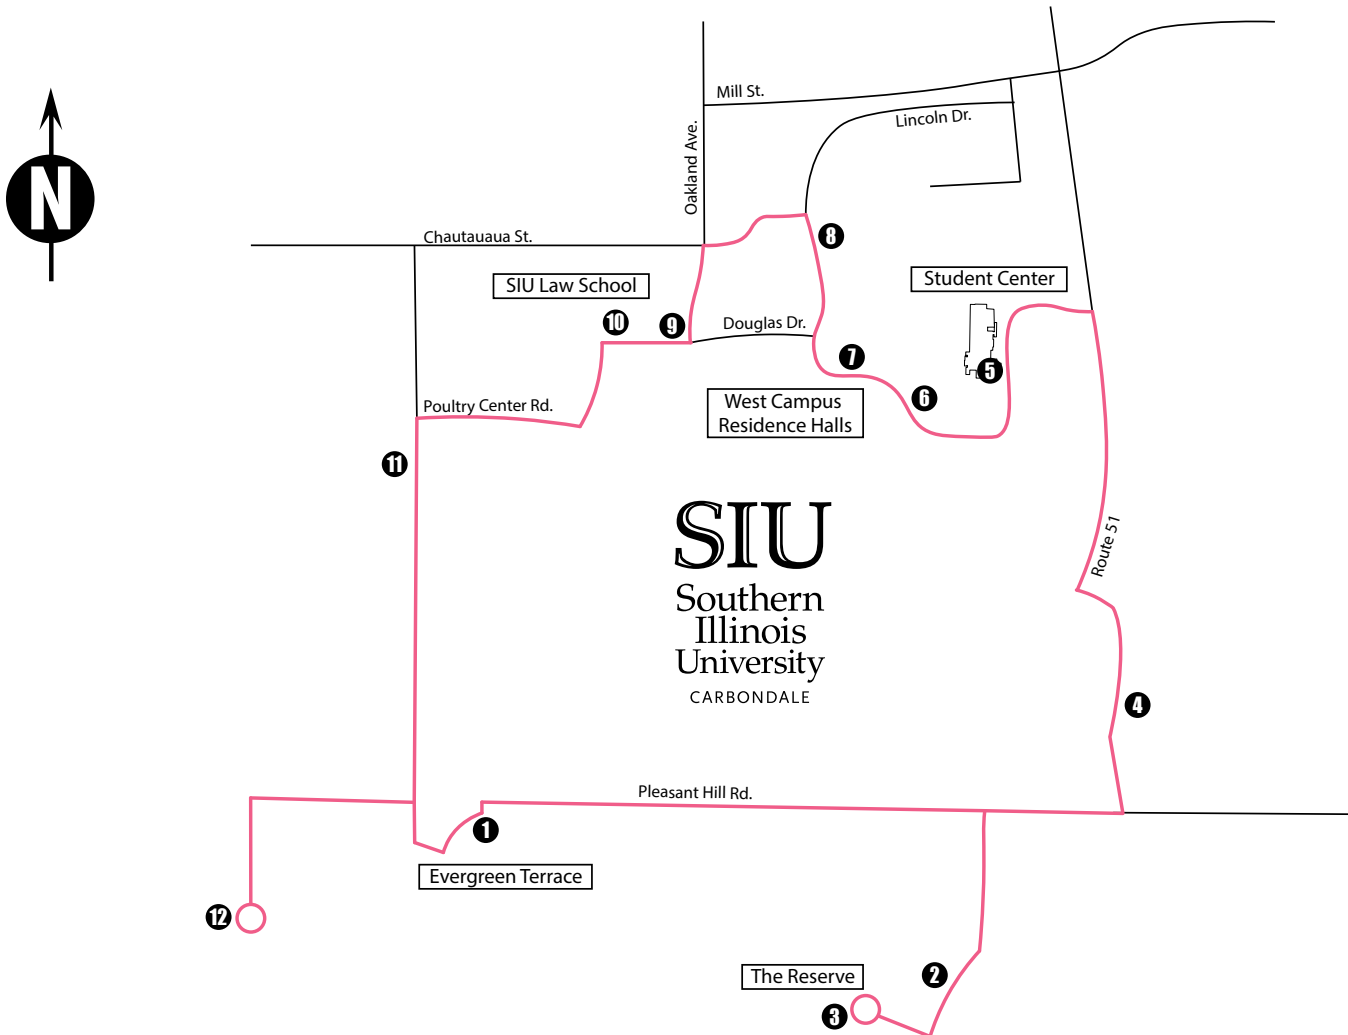 Mill St.
Lincoln Dr.
Oakland Ave.
N
8
Chautauaua St.
SIU Law School
Student Center
10
9
Douglas Dr.
7
5
6
West Campus
Residence Halls
Poultry Center Rd.
11
SIU
Southern
Illinois
University
CARBONDALE
Route 51
4
Pleasant Hill Rd.
1
Evergreen Terrace
12
The Reserve
2
3